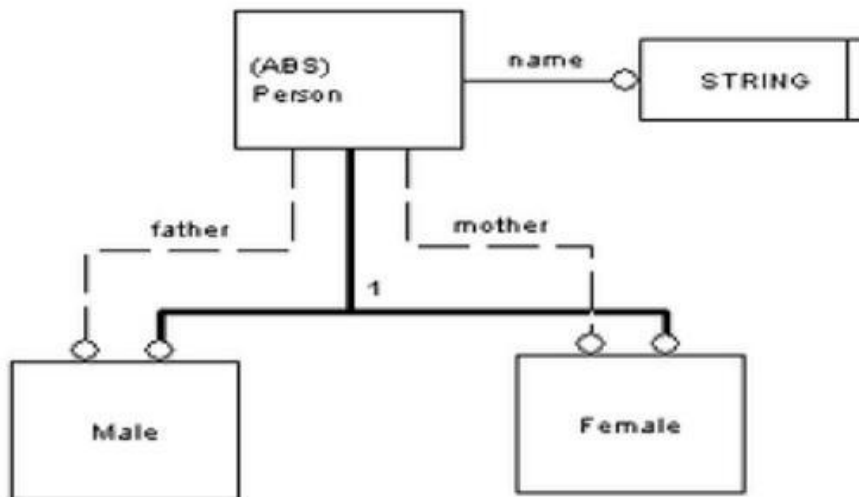 (ABS)
Person
name
STRING
father
mother
1
Male
Female